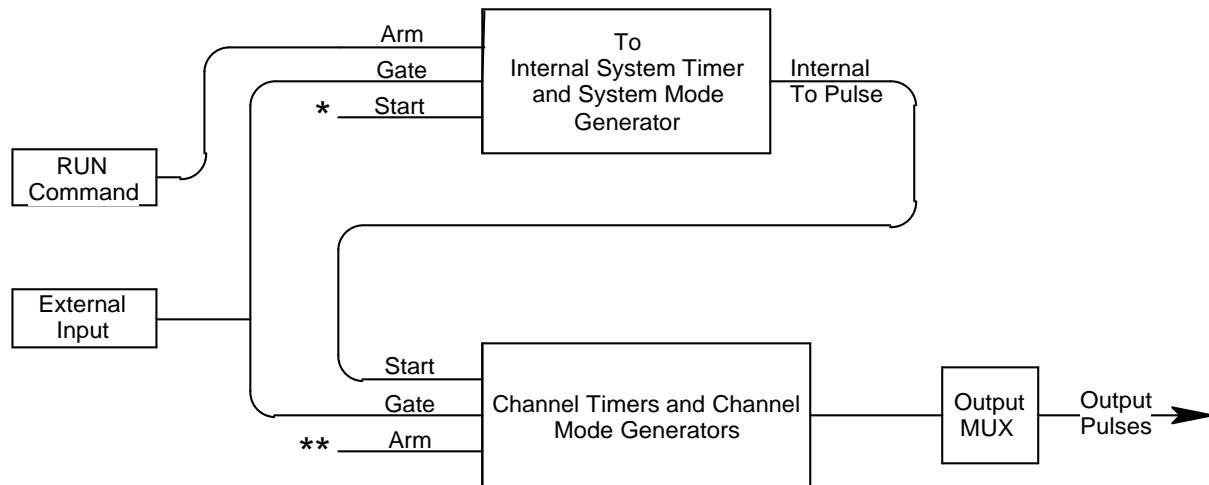 Arm
Gate
* Start
To
Internal System Timer
and System Mode
Generator
Internal
To Pulse
RUN
Command
External
Input
Start
Gate
** Arm
Channel Timers and Channel
Mode Generators
Output
MUX
Output
Pulses